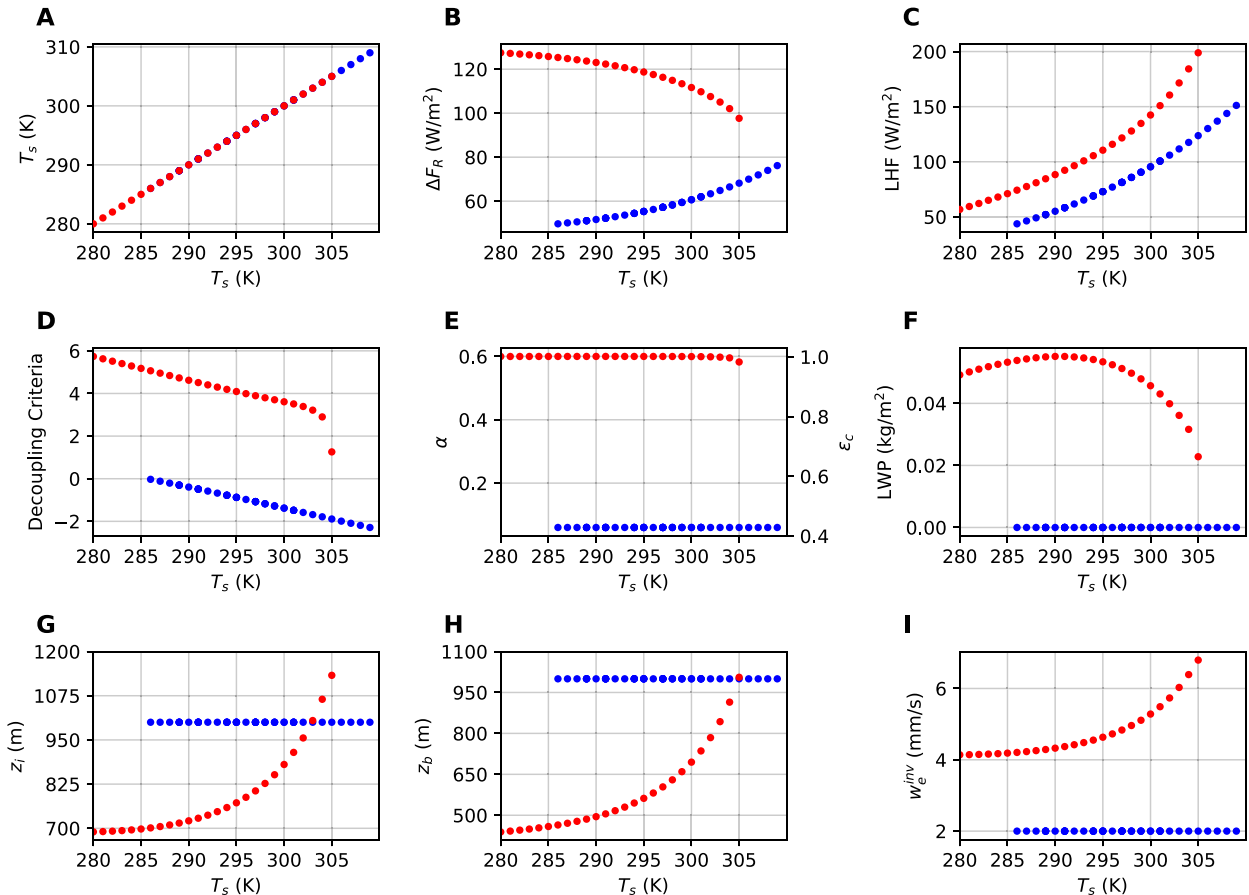 A
B
C
310
300
290
280
T_s (K)
280 285 290 295 300 305
T_s (K)
120
100
80
60
ΔF_R (W/m²)
280 285 290 295 300 305
T_s (K)
200
150
100
50
LHF (W/m²)
280 285 290 295 300 305
T_s (K)
D
E
F
6
4
2
0
−2
Decoupling Criteria
280 285 290 295 300 305
T_s (K)
0.6
0.4
0.2
α
1.0
0.8
0.6
0.4
ε_c
280 285 290 295 300 305
T_s (K)
0.04
0.02
0.00
LWP (kg/m²)
280 285 290 295 300 305
T_s (K)
G
H
I
1200
1075
950
825
700
z_i (m)
280 285 290 295 300 305
T_s (K)
1100
950
800
650
500
z_b (m)
280 285 290 295 300 305
T_s (K)
6
4
2
w_e^{inv} (mm/s)
280 285 290 295 300 305
T_s (K)